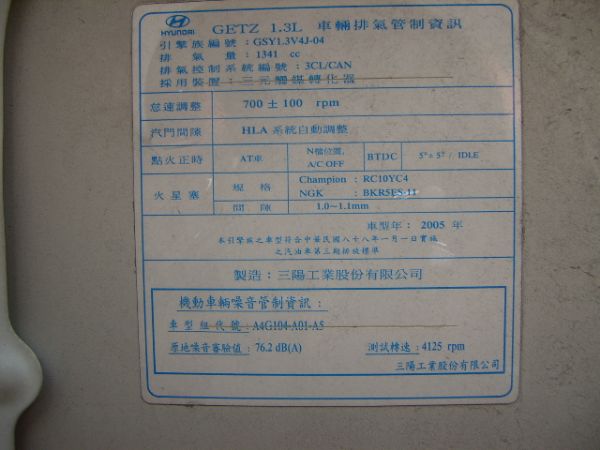 HYUNDAI
GETZ 1.3L 車輛排氣管制資訊
引擎族編號：GSY1.3V4J-04
排氣量：1341 cc
排氣控制系統編號：3CL/CAN
採用裝置：三元觸媒轉化器
怠速調整 700 ± 100 rpm
汽門間隙 HLA 系統自動調整
點火正時 AT車 N檔位置, A/C OFF BTDC 5°± 5° / IDLE
火星塞 規格 Champion : RC10YC4
NGK : BKR5ES-11
間隙 1.0~1.1mm
車型年：2005 年
本引擎族之車型符合中華民國八十八年一月一日實施
之汽油車第三期排放標準
製造：三陽工業股份有限公司
機動車輛噪音管制資訊：
車型組代號：A4G104-A01-A5
原地噪音審驗值：76.2 dB(A) 測試轉速：4125 rpm
三陽工業股份有限公司